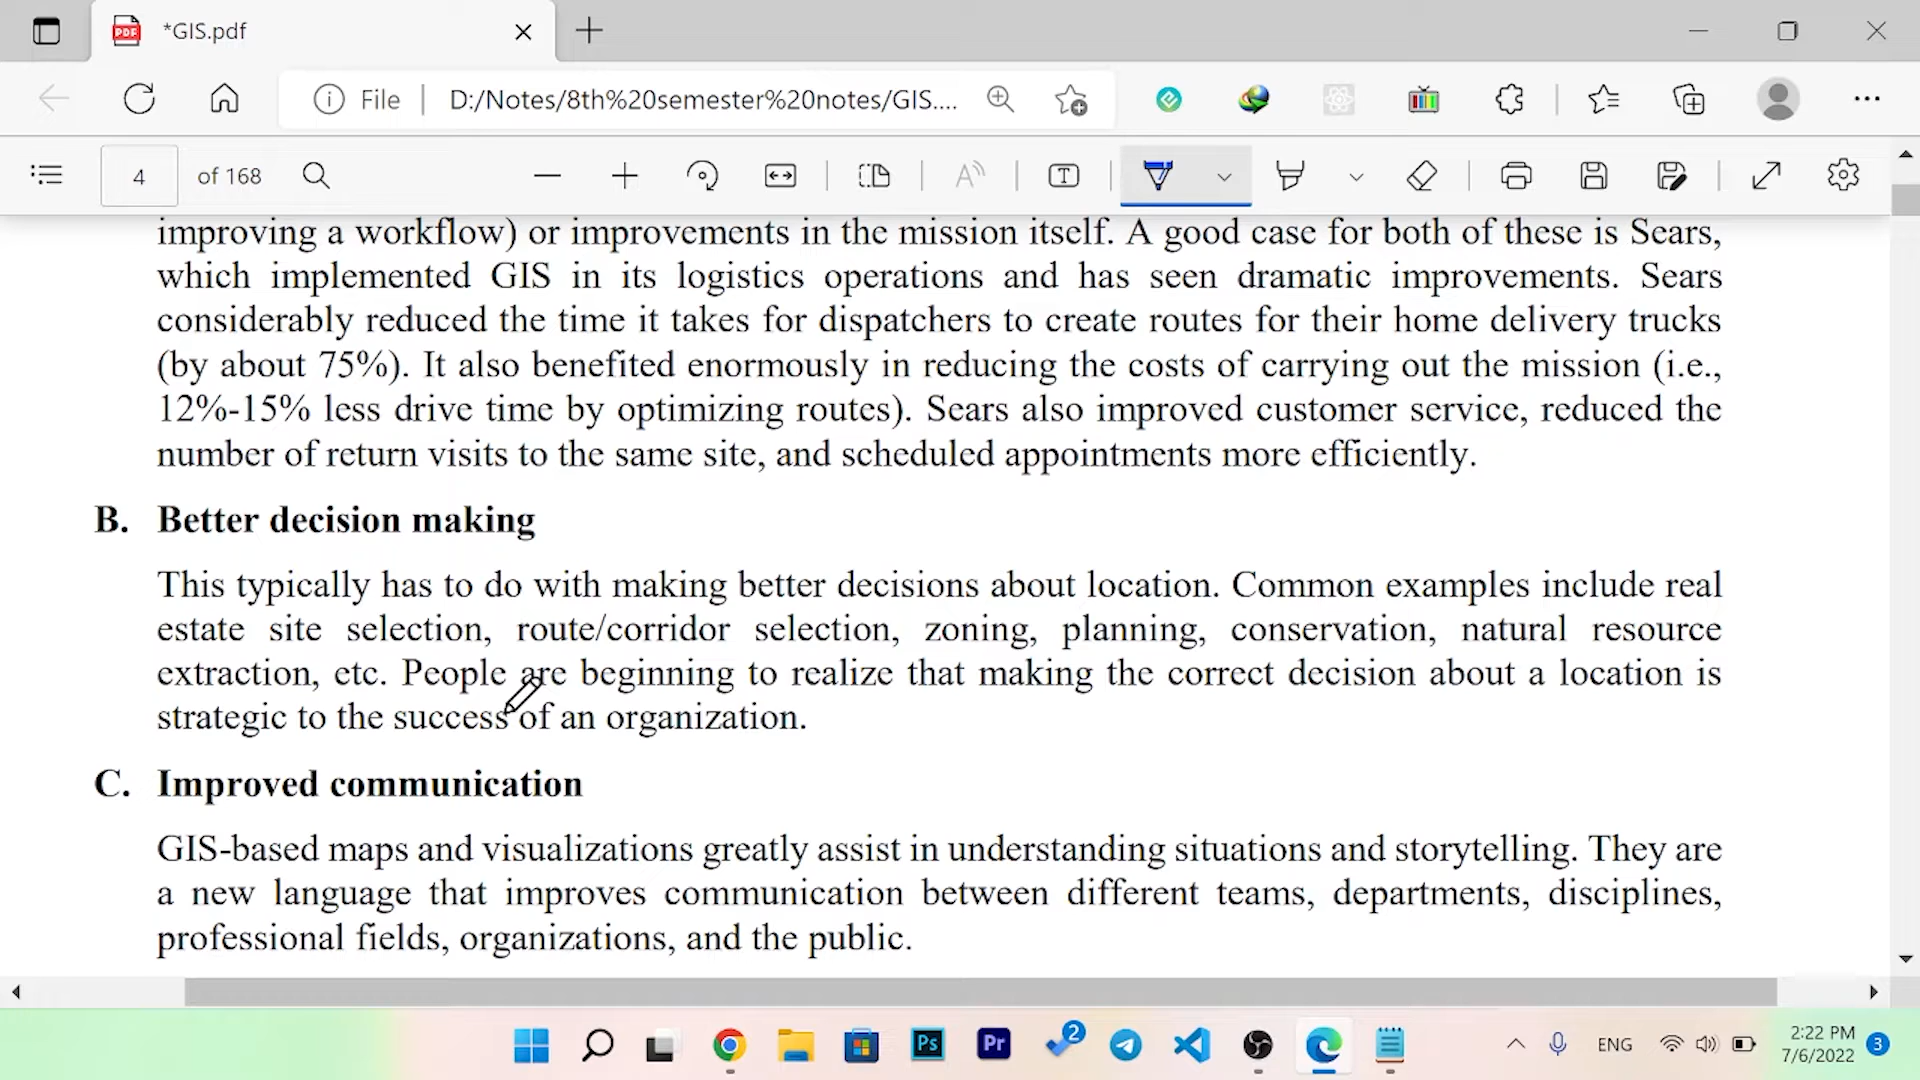 *GIS.pdf
File
D:/Notes/8th%20semester%20notes/GIS....
4 of 168
improving a workflow) or improvements in the mission itself. A good case for both of these is Sears,
which implemented GIS in its logistics operations and has seen dramatic improvements. Sears
considerably reduced the time it takes for dispatchers to create routes for their home delivery trucks
(by about 75%). It also benefited enormously in reducing the costs of carrying out the mission (i.e.,
12%-15% less drive time by optimizing routes). Sears also improved customer service, reduced the
number of return visits to the same site, and scheduled appointments more efficiently.
B. Better decision making
This typically has to do with making better decisions about location. Common examples include real
estate site selection, route/corridor selection, zoning, planning, conservation, natural resource
extraction, etc. People are beginning to realize that making the correct decision about a location is
strategic to the success of an organization.
C. Improved communication
GIS-based maps and visualizations greatly assist in understanding situations and storytelling. They are
a new language that improves communication between different teams, departments, disciplines,
professional fields, organizations, and the public.
Ps
Pr
2
ENG
2:22 PM
7/6/2022
3